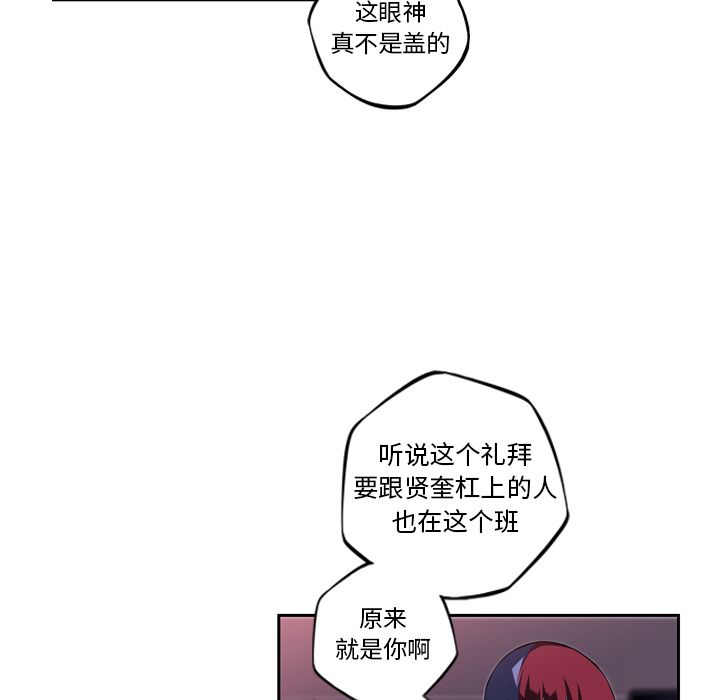 这眼神
真不是盖的
听说这个礼拜
要跟贤奎杠上的人
也在这个班
原来
就是你啊